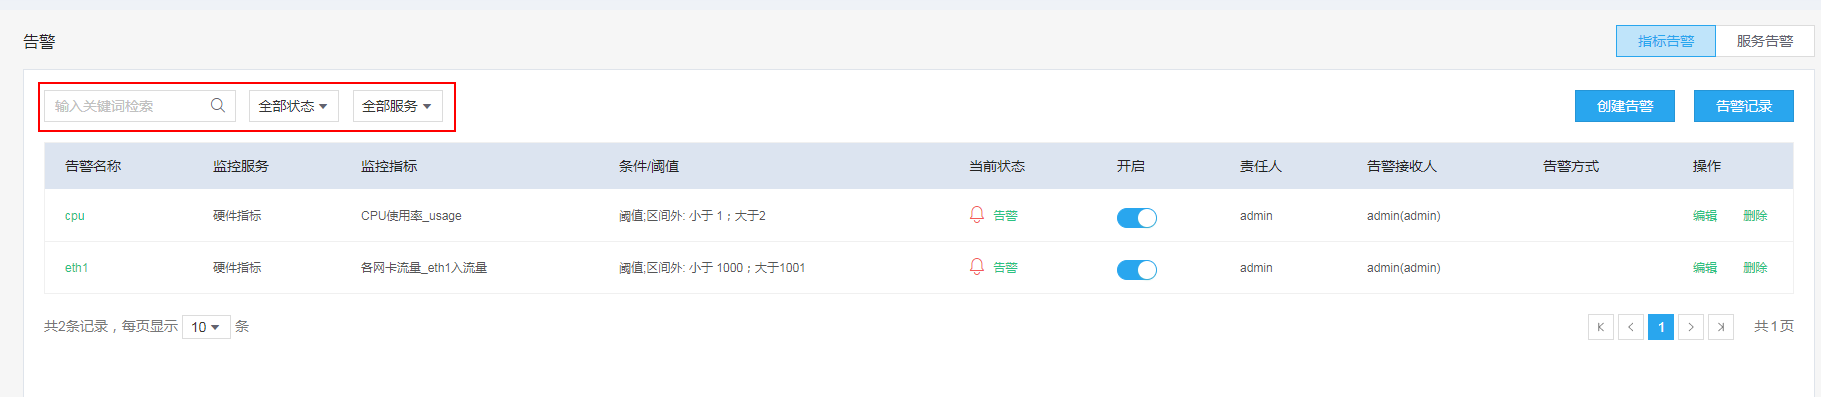 告警
指标告警 服务告警
输入关键词检索 全部状态 全部服务 创建告警 告警记录
告警名称 监控服务 监控指标 条件/阈值 当前状态 开启 责任人 告警接收人 告警方式 操作
cpu 硬件指标 CPU使用率_usage 阈值;区间外: 小于 1；大于2 告警 admin admin(admin) 编辑 删除
eth1 硬件指标 各网卡流量_eth1入流量 阈值;区间外: 小于 1000；大于1001 告警 admin admin(admin) 编辑 删除
共2条记录，每页显示 10 条 1 共1页